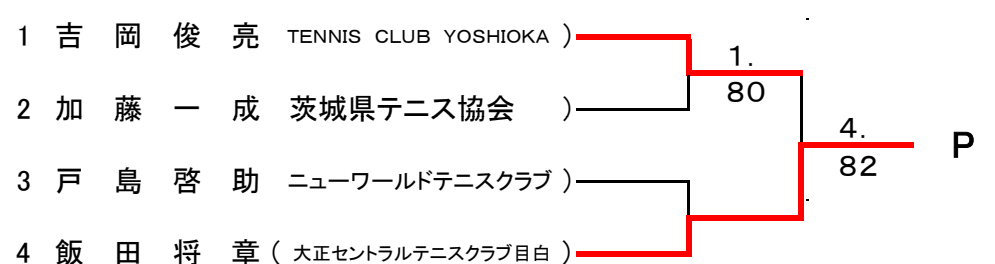 1 吉 岡 俊 亮 TENNIS CLUB YOSHIOKA )
1.
80
2 加 藤 一 成 茨城県テニス協会 )
4.
82
P
3 戸 島 啓 助 ニューワールドテニスクラブ )
4 飯 田 将 章 ( 大正セントラルテニスクラブ目白 )